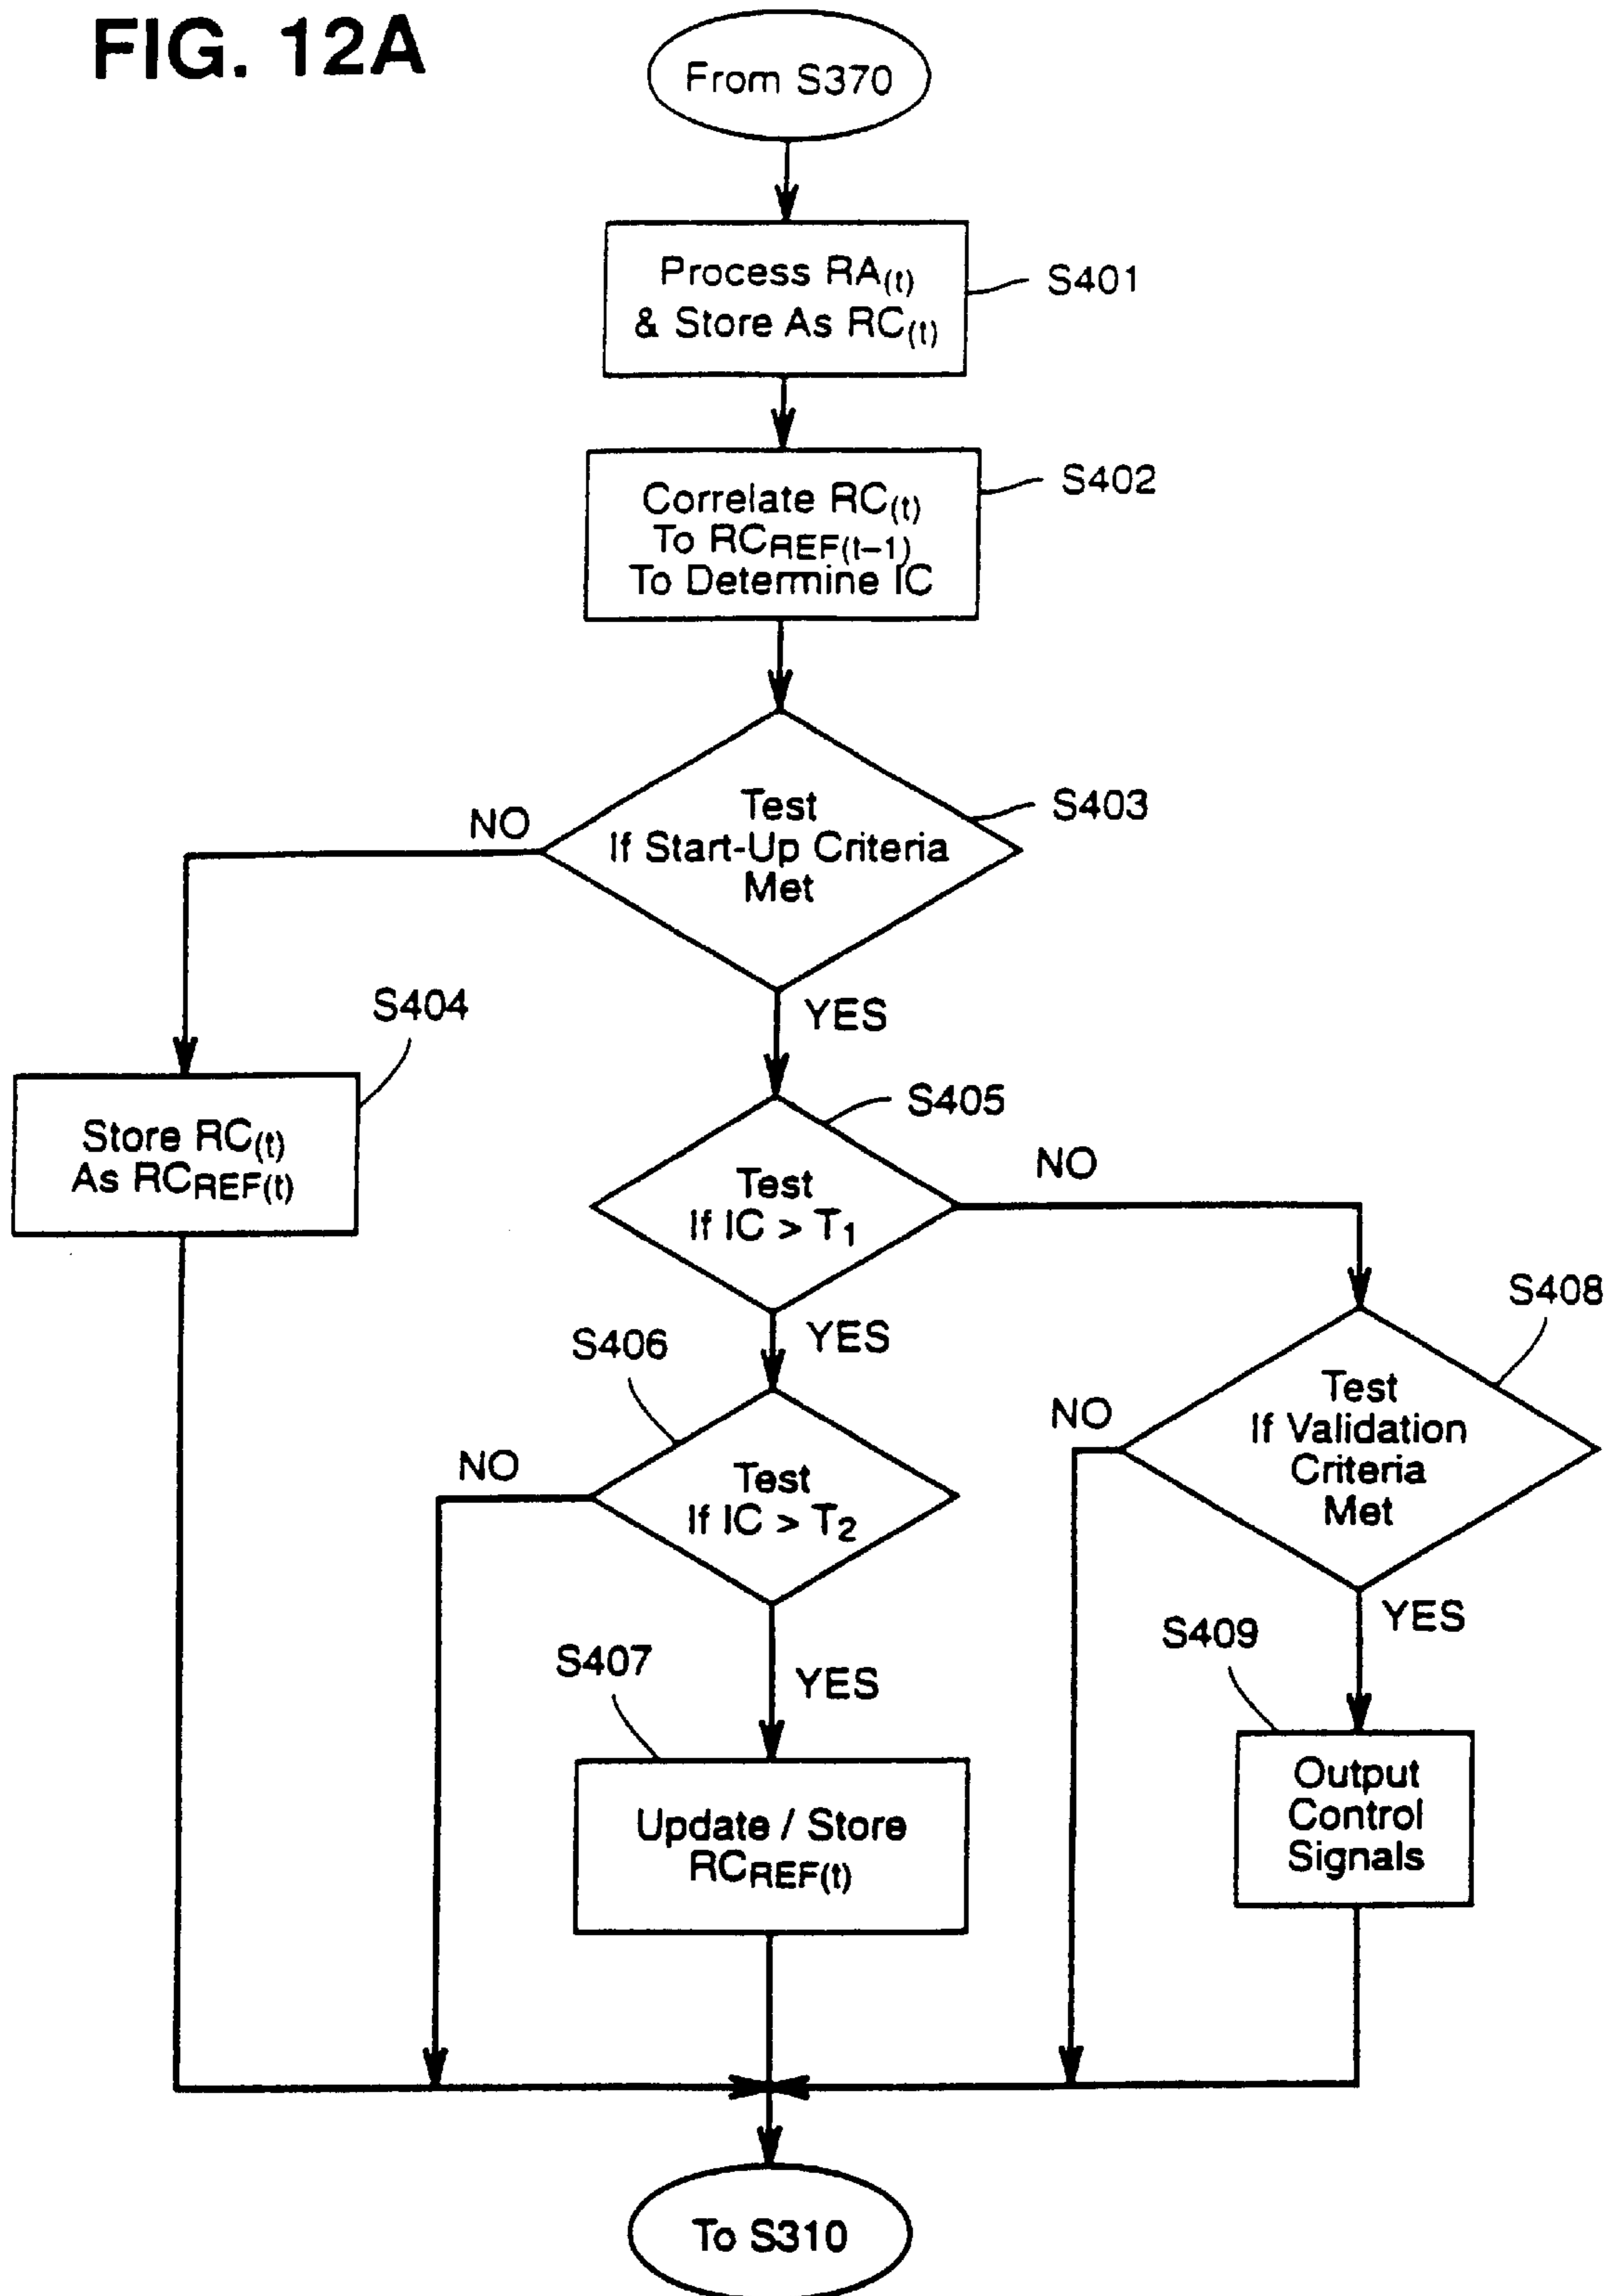 FIG. 12A
From S370
Process RA(t)
& Store As RC(t)
S401
Correlate RC(t)
To RCREF(t–1)
To Determine IC
S402
Test
If Start-Up Criteria
Met
S403
NO
YES
S404
Store RC(t)
As RCREF(t)
S405
Test
If IC > T1
NO
YES
S406
Test
If IC > T2
NO
YES
S408
Test
If Validation
Criteria
Met
NO
YES
S407
Update / Store
RCREF(t)
S409
Output
Control
Signals
To S310